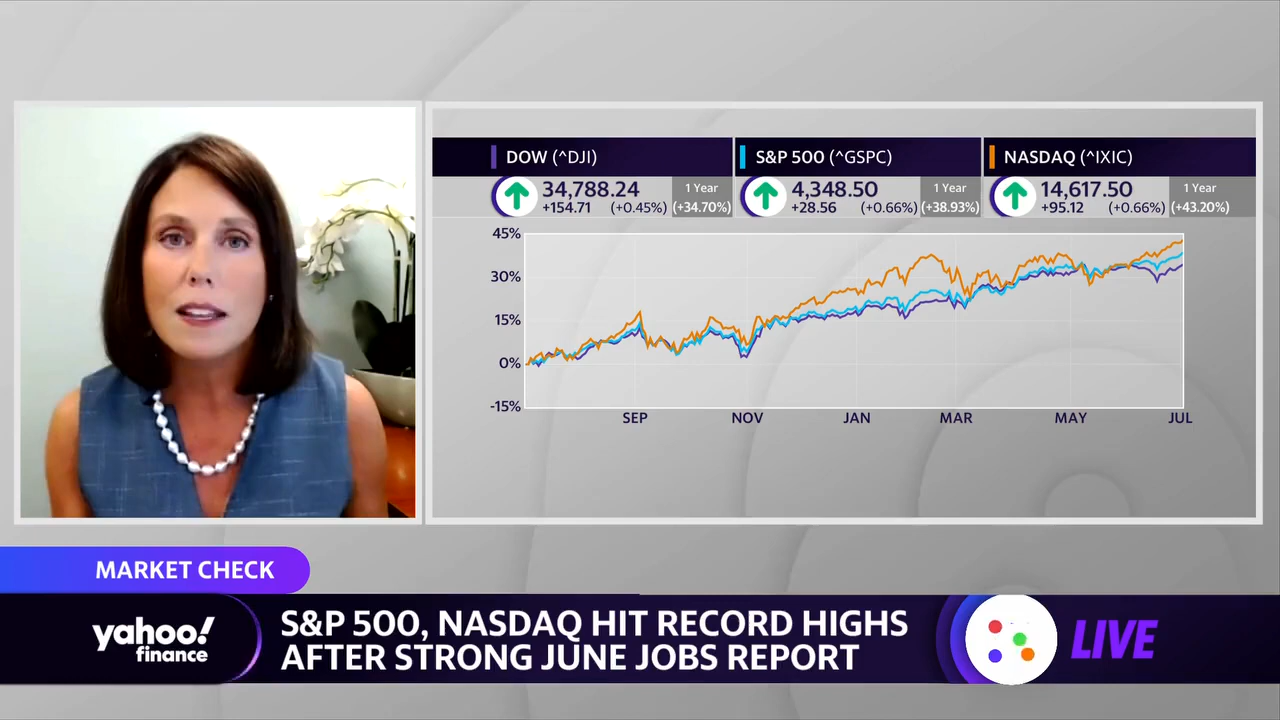 DOW (^DJI)
34,788.24
+154.71 (+0.45%)
1 Year
(+34.70%)
S&P 500 (^GSPC)
4,348.50
+28.56 (+0.66%)
1 Year
(+38.93%)
NASDAQ (^IXIC)
14,617.50
+95.12 (+0.66%)
1 Year
(+43.20%)
45%
30%
15%
0%
-15%
SEP NOV JAN MAR MAY JUL
MARKET CHECK
yahoo!
finance
S&P 500, NASDAQ HIT RECORD HIGHS
AFTER STRONG JUNE JOBS REPORT
LIVE